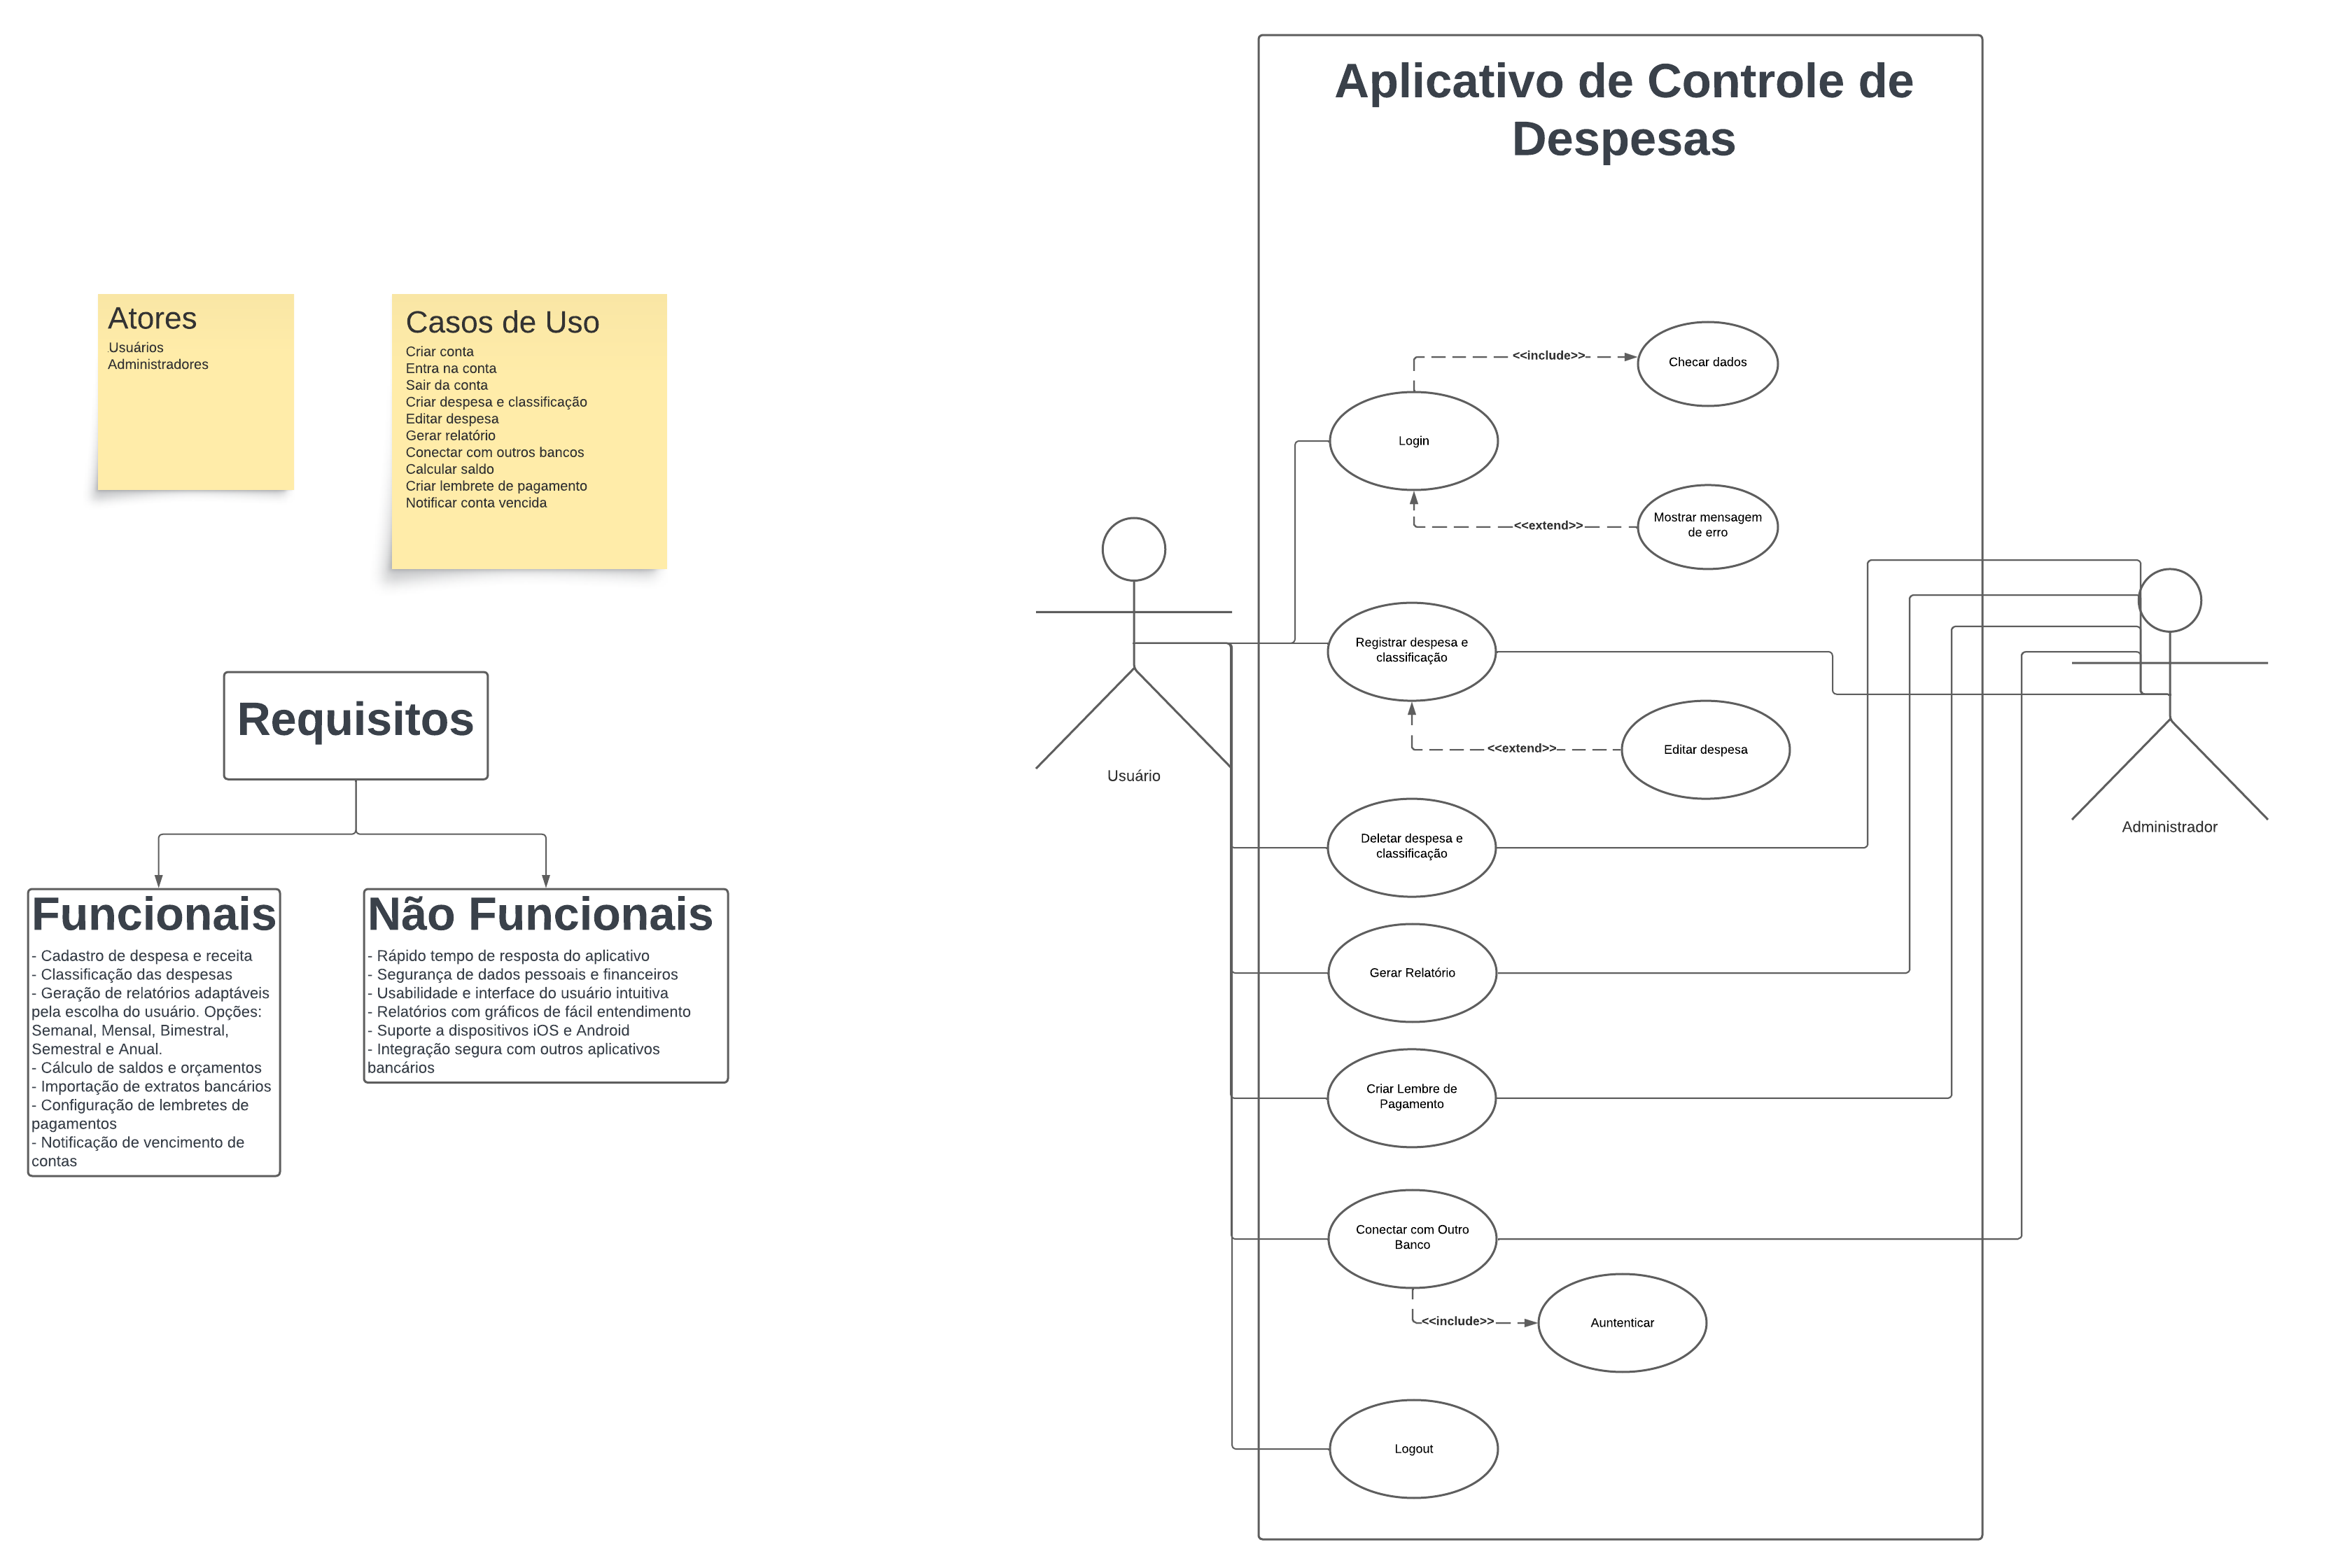 Atores
Usuários
Administradores
Casos de Uso
Criar conta
Entra na conta
Sair da conta
Criar despesa e classificação
Editar despesa
Gerar relatório
Conectar com outros bancos
Calcular saldo
Criar lembrete de pagamento
Notificar conta vencida
Requisitos
Funcionais
- Cadastro de despesa e receita
- Classificação das despesas
- Geração de relatórios adaptáveis
pela escolha do usuário. Opções:
Semanal, Mensal, Bimestral,
Semestral e Anual.
- Cálculo de saldos e orçamentos
- Importação de extratos bancários
- Configuração de lembretes de
pagamentos
- Notificação de vencimento de
contas
Não Funcionais
- Rápido tempo de resposta do aplicativo
- Segurança de dados pessoais e financeiros
- Usabilidade e interface do usuário intuitiva
- Relatórios com gráficos de fácil entendimento
- Suporte a dispositivos iOS e Android
- Integração segura com outros aplicativos
bancários
Aplicativo de Controle de
Despesas
<<include>>
Checar dados
Login
<<extend>>
Mostrar mensagem
de erro
Usuário
Registrar despesa e
classificação
<<extend>>
Editar despesa
Administrador
Deletar despesa e
classificação
Gerar Relatório
Criar Lembre de
Pagamento
Conectar com Outro
Banco
<<include>>
Auntenticar
Logout